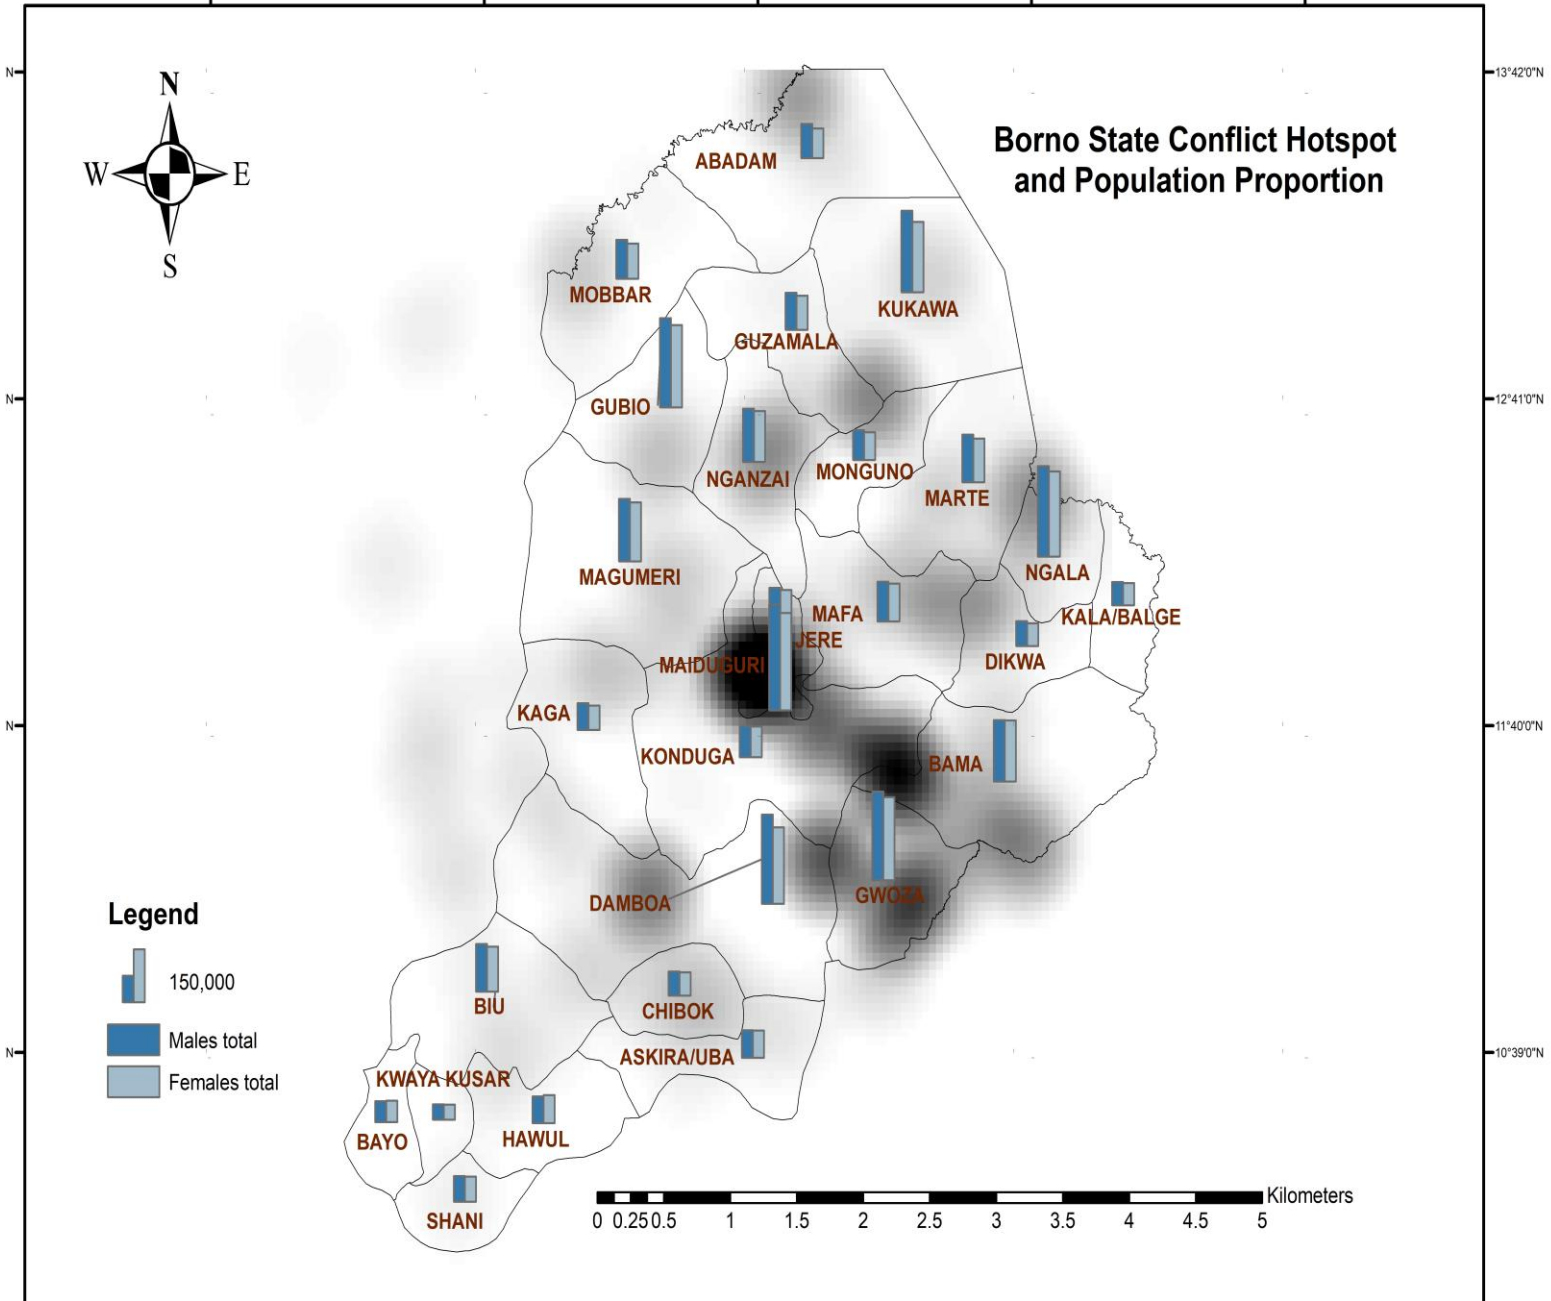 N
W
E
S
Borno State Conflict Hotspot
and Population Proportion
N
13°42'0"N
ABADAM
MOBBAR
KUKAWA
GUZAMALA
N
12°41'0"N
GUBIO
NGANZAI
MONGUNO
MARTE
MAGUMERI
NGALA
MAFA
KALA/BALGE
JERE
MAIDUGURI
DIKWA
KAGA
N
11°40'0"N
KONDUGA
BAMA
DAMBOA
GWOZA
Legend
150,000
Males total
Females total
BIU
CHIBOK
N
10°39'0"N
ASKIRA/UBA
KWAYA KUSAR
BAYO
HAWUL
SHANI
Kilometers
0 0.25 0.5 1 1.5 2 2.5 3 3.5 4 4.5 5